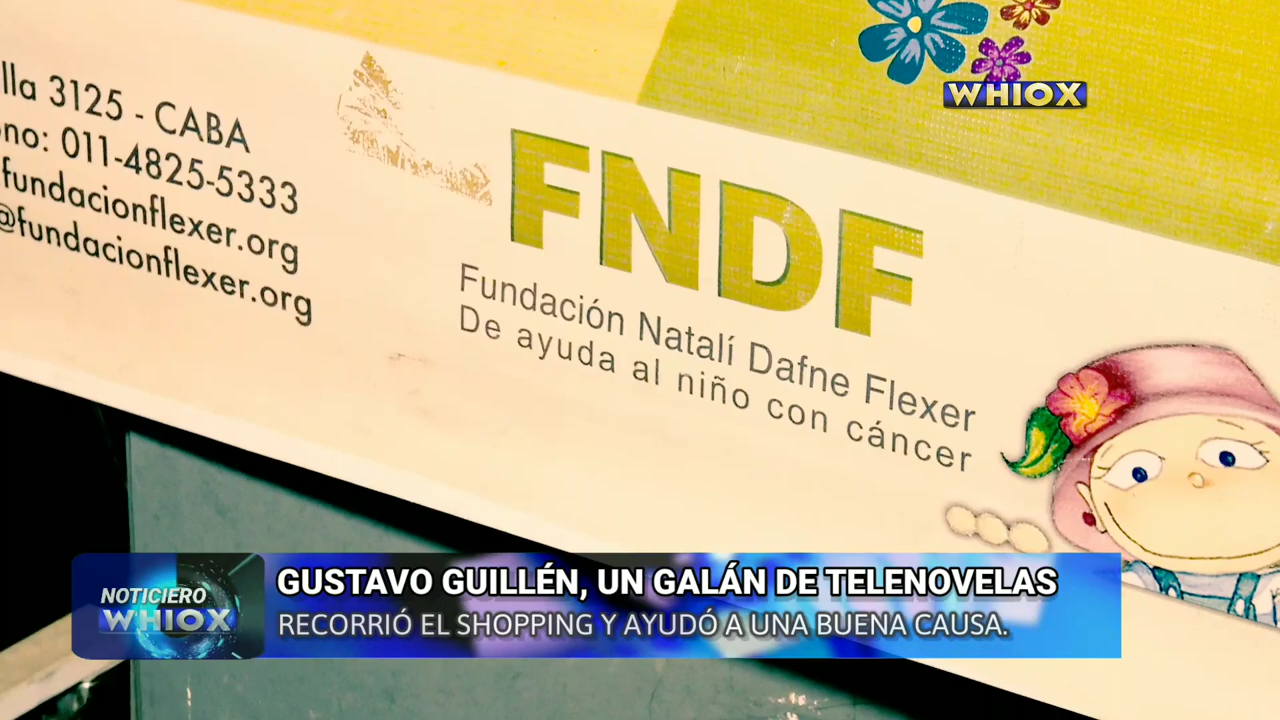 WHIOX
lla 3125 - CABA
ono: 011-4825-5333
fundacionflexer.org
@fundacionflexer.org
FNDF
Fundación Natalí Dafne Flexer
De ayuda al niño con cáncer
NOTICIERO
WHIOX
GUSTAVO GUILLÉN, UN GALÁN DE TELENOVELAS
RECORRIÓ EL SHOPPING Y AYUDÓ A UNA BUENA CAUSA.